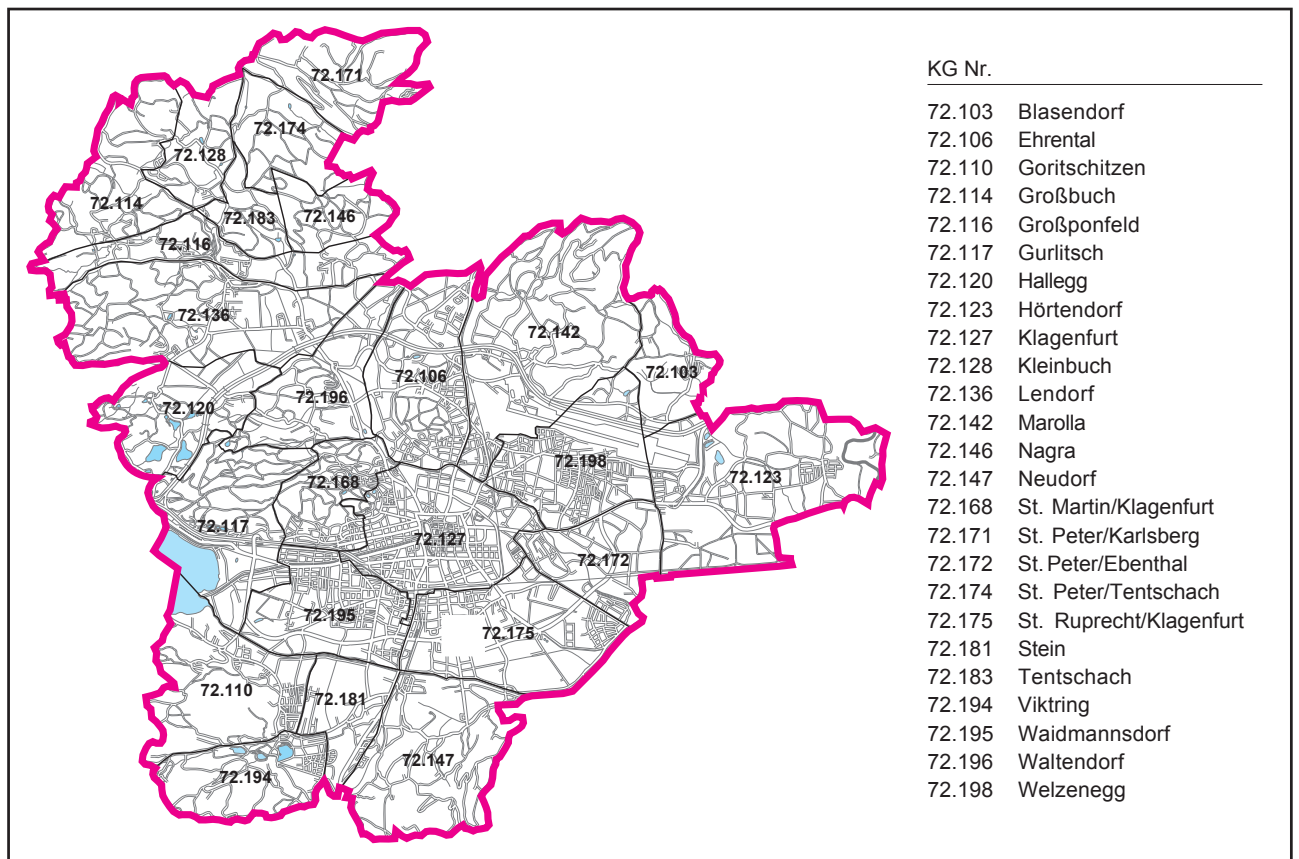 72.171
72.174
72.128
72.114
72.183
72.146
72.116
72.136
72.142
72.106
72.103
72.196
72.120
72.198
72.123
72.168
72.117
72.127
72.172
72.195
72.175
72.110
72.181
72.147
72.194
KG Nr.
72.103 Blasendorf
72.106 Ehrental
72.110 Goritschitzen
72.114 Großbuch
72.116 Großponfeld
72.117 Gurlitsch
72.120 Hallegg
72.123 Hörtendorf
72.127 Klagenfurt
72.128 Kleinbuch
72.136 Lendorf
72.142 Marolla
72.146 Nagra
72.147 Neudorf
72.168 St. Martin/Klagenfurt
72.171 St. Peter/Karlsberg
72.172 St. Peter/Ebenthal
72.174 St. Peter/Tentschach
72.175 St. Ruprecht/Klagenfurt
72.181 Stein
72.183 Tentschach
72.194 Viktring
72.195 Waidmannsdorf
72.196 Waltendorf
72.198 Welzenegg